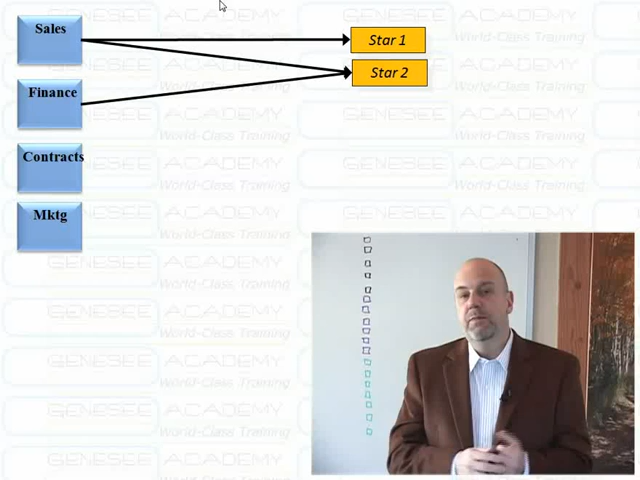 Sales
Star 1
Star 2
Finance
Contracts
Mktg
GENESEE ACADEMY
World-Class Training